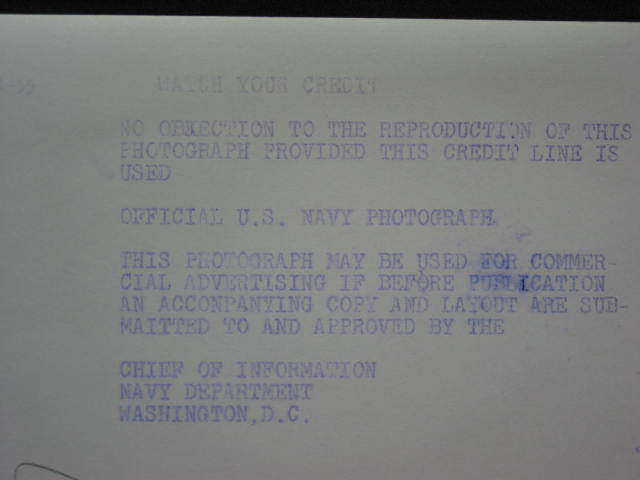 WATCH YOUR CREDIT
NO OBKECTION TO THE REPRODUCTION OF THIS
PHOTOGRAPH PROVIDED THIS CREDIT LINE IS
USED
OFFICIAL U.S. NAVY PHOTOGRAPH
THIS PHOTOGRAPH MAY BE USED FOR COMMER-
CIAL ADVERTISING IF BEFORE PUBLICATION
AN ACCONPANYING COPY AND LAYOUT ARE SUB-
MAITTED TO AND APPROVED BY THE
CHIEF OF INFORMATION
NAVY DEPARTMENT
WASHINGTON,D.C.